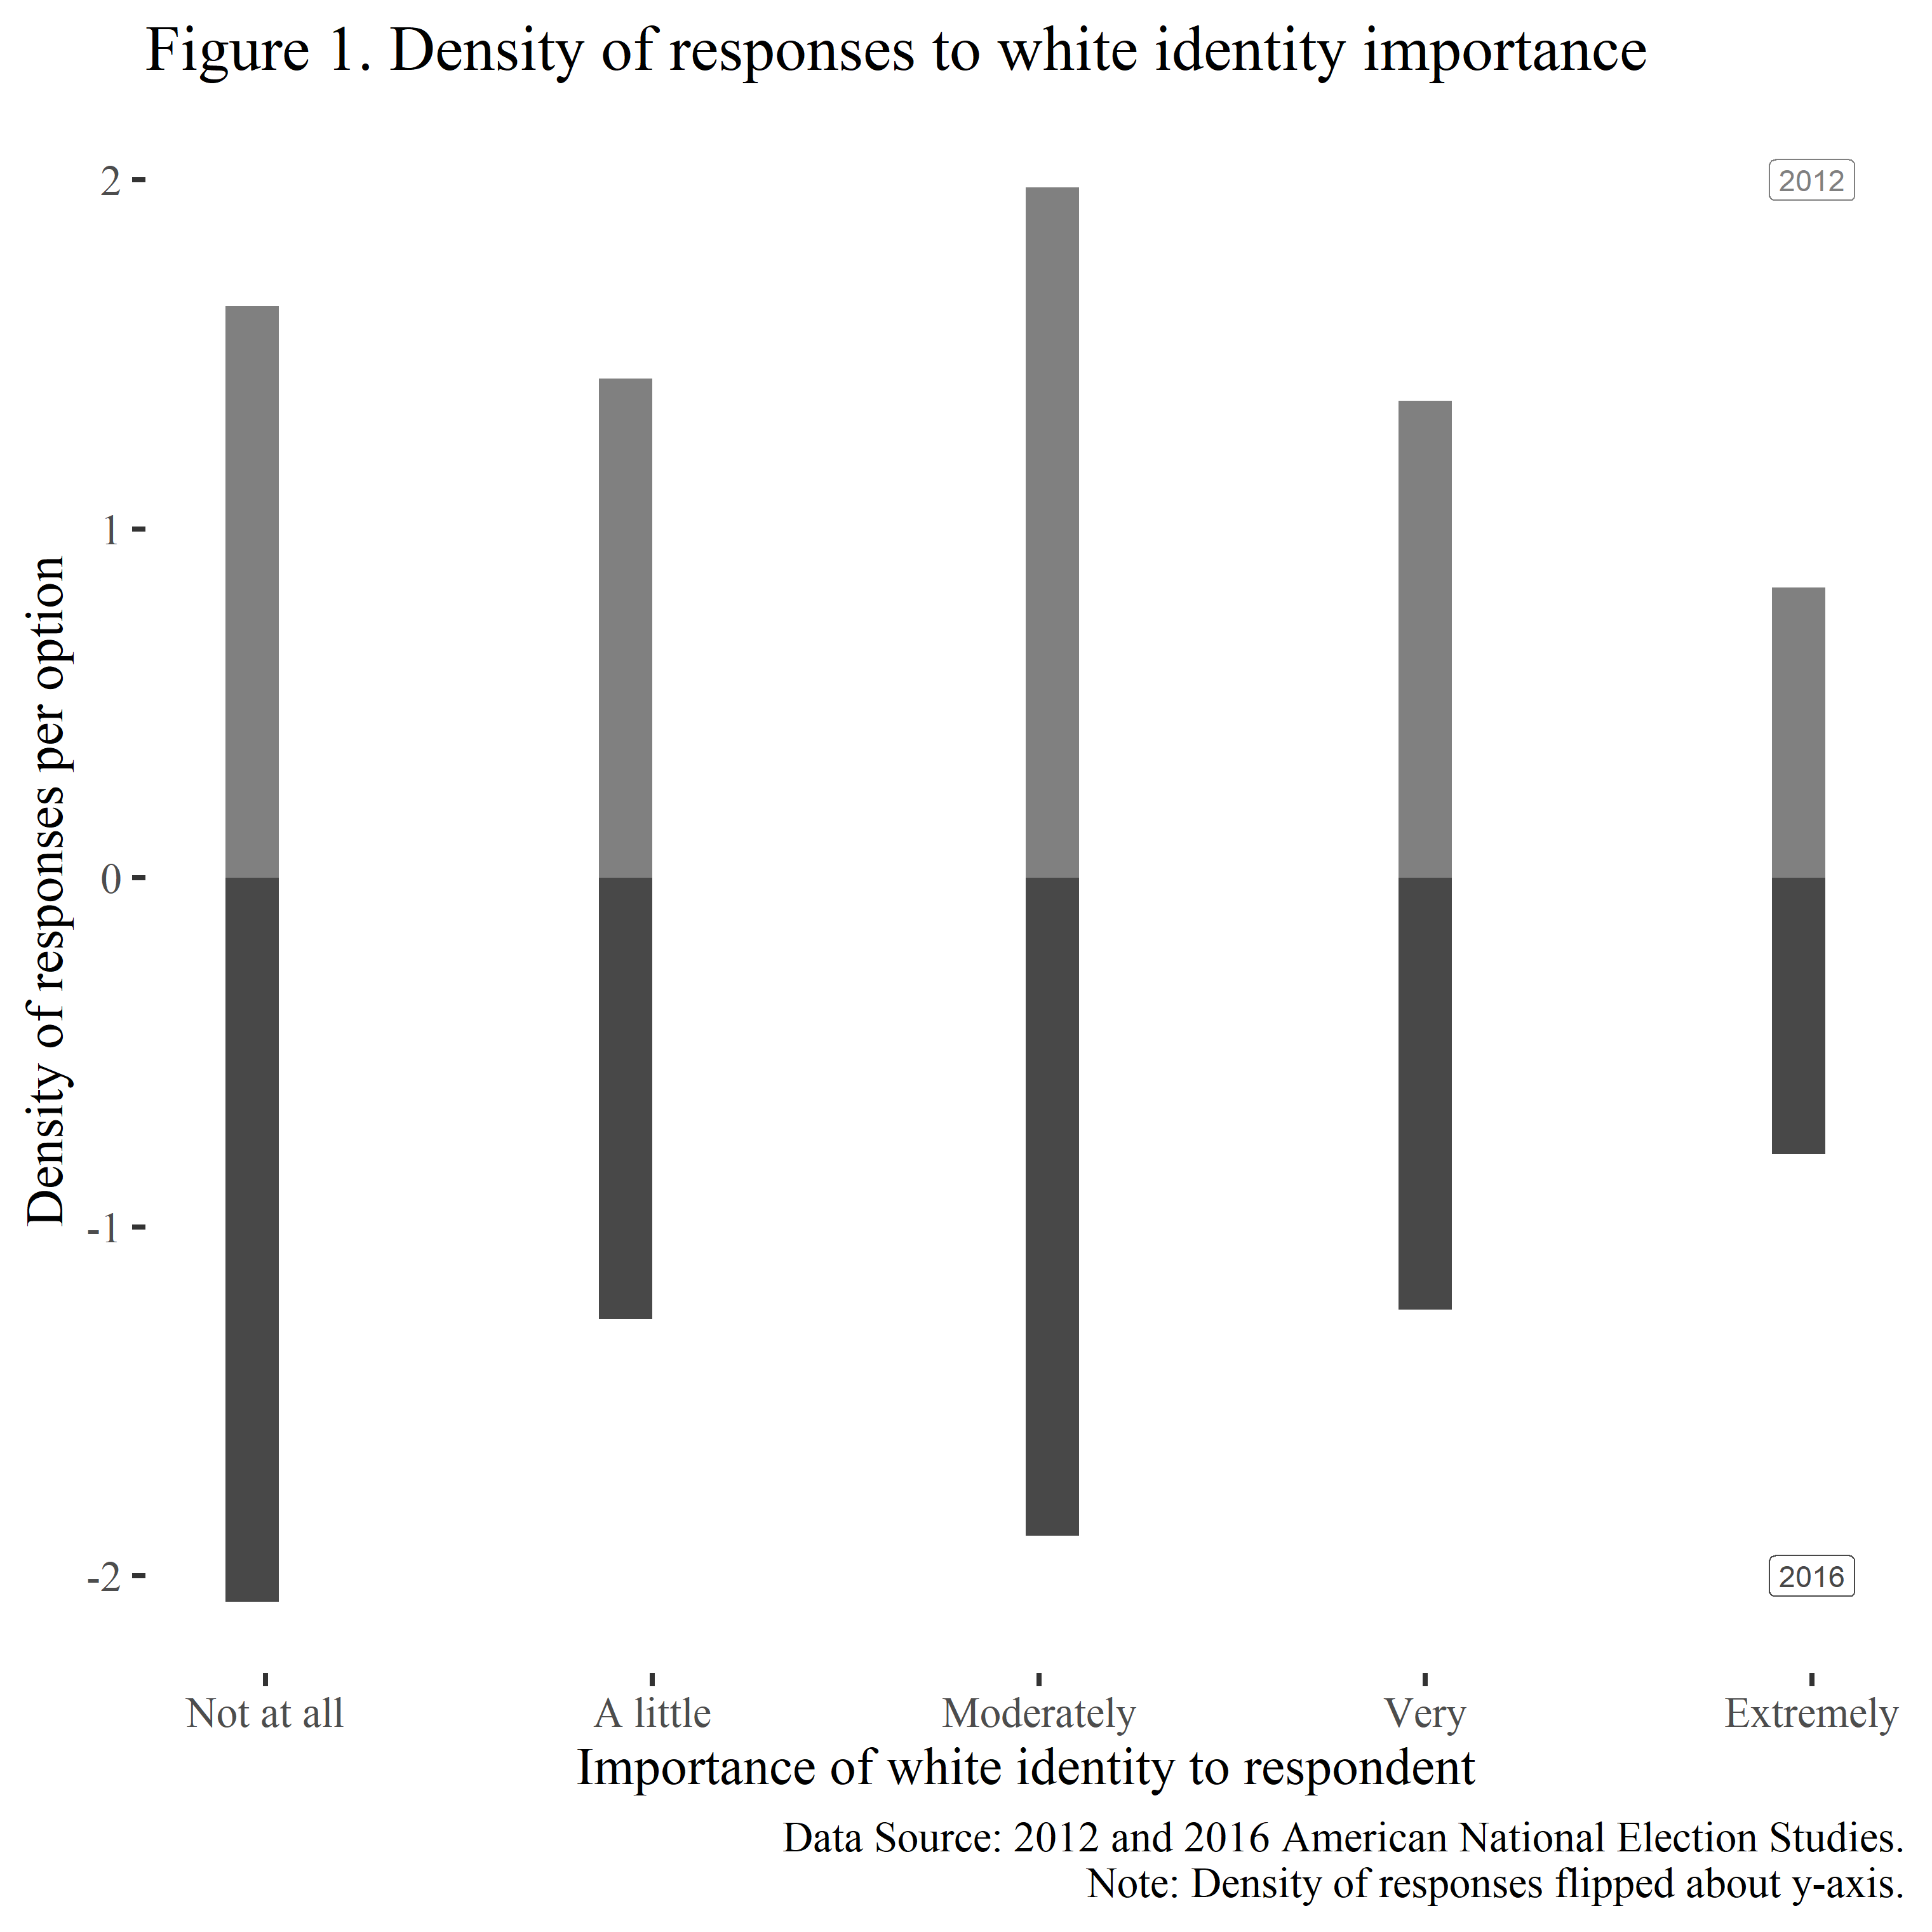 Figure 1. Density of responses to white identity importance
2
2012
1
Density of responses per option
0
-1
-2
2016
Not at all
A little
Moderately
Very
Extremely
Importance of white identity to respondent
Data Source: 2012 and 2016 American National Election Studies.
Note: Density of responses flipped about y-axis.